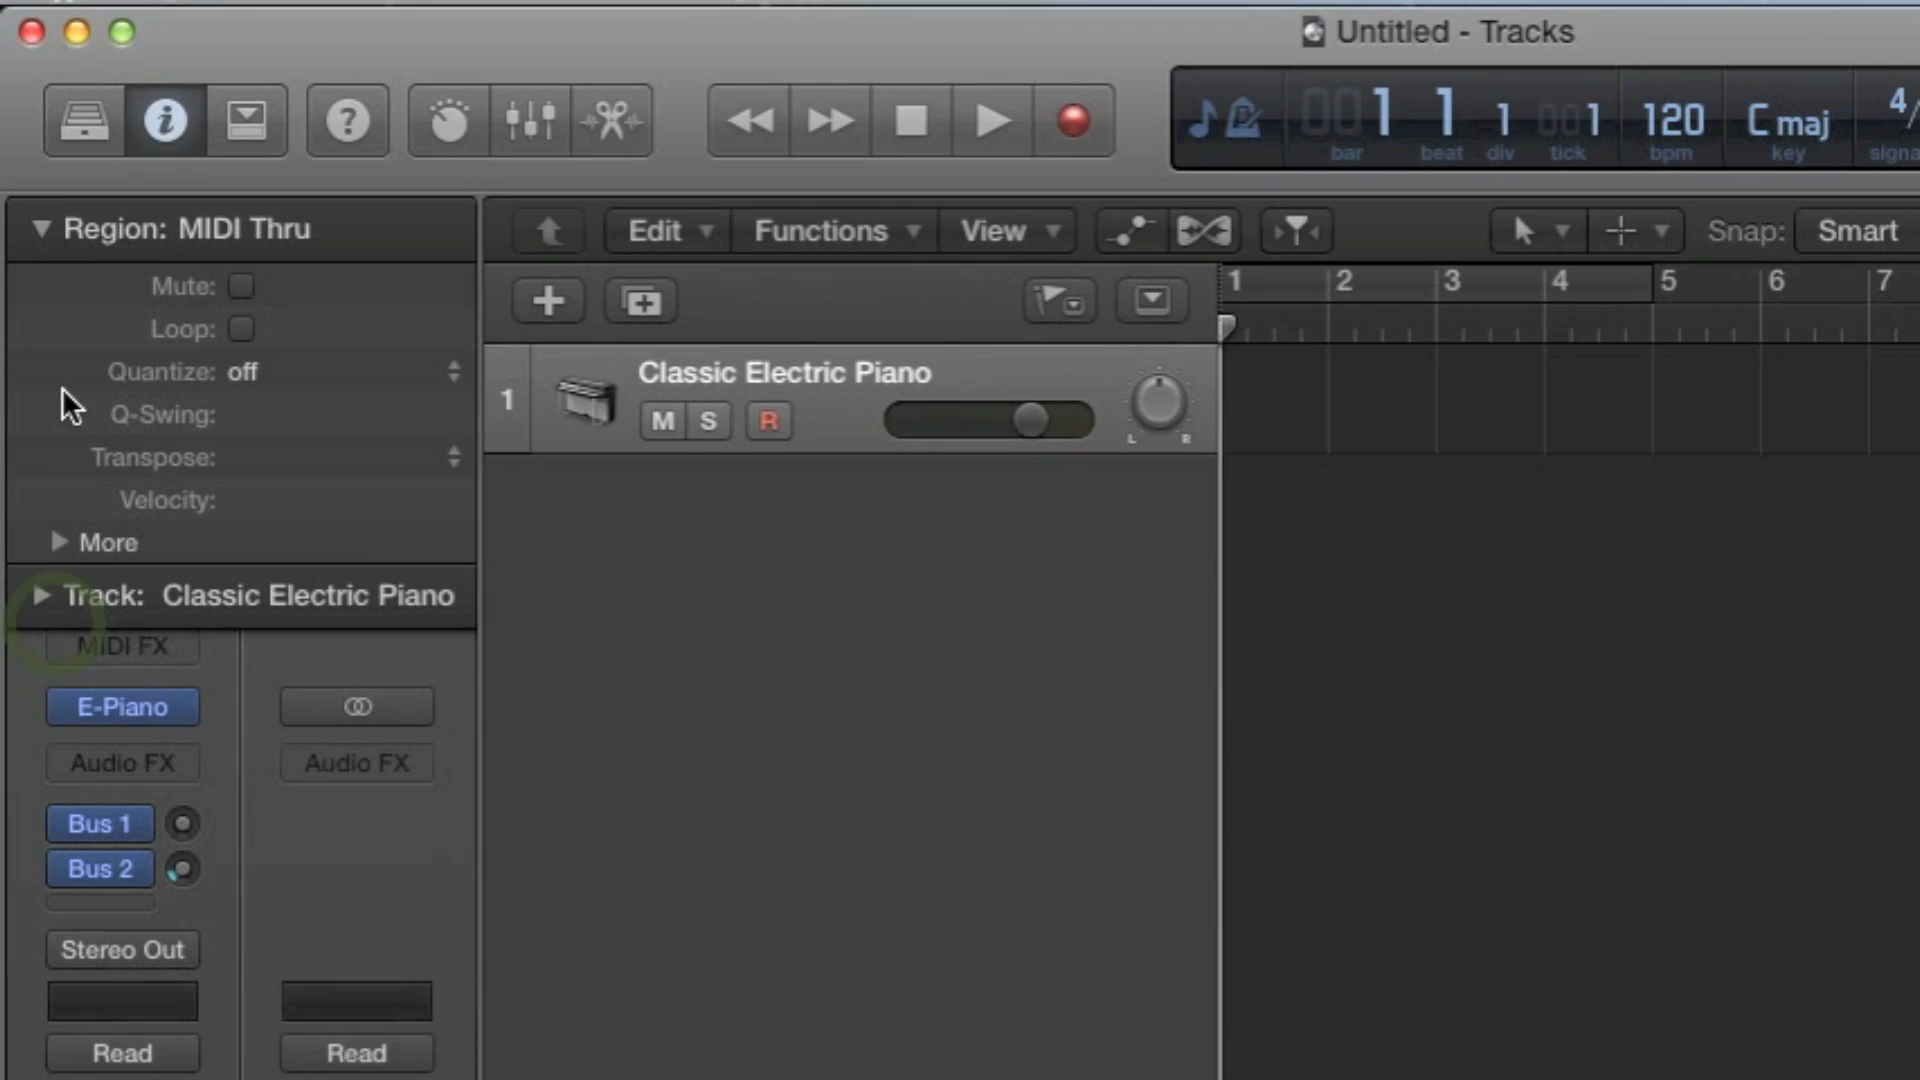 Untitled - Tracks
001 1 1 001 120 C maj 4/
bar beat div tick bpm key signa
Region: MIDI Thru
Edit Functions View Snap: Smart
Mute:
Loop:
Quantize: off
Q-Swing:
Transpose:
Velocity:
More
1 2 3 4 5 6 7
1 Classic Electric Piano
M S R
L R
Track: Classic Electric Piano
MIDI FX
E-Piano
Audio FX Audio FX
Bus 1
Bus 2
Stereo Out
Read Read